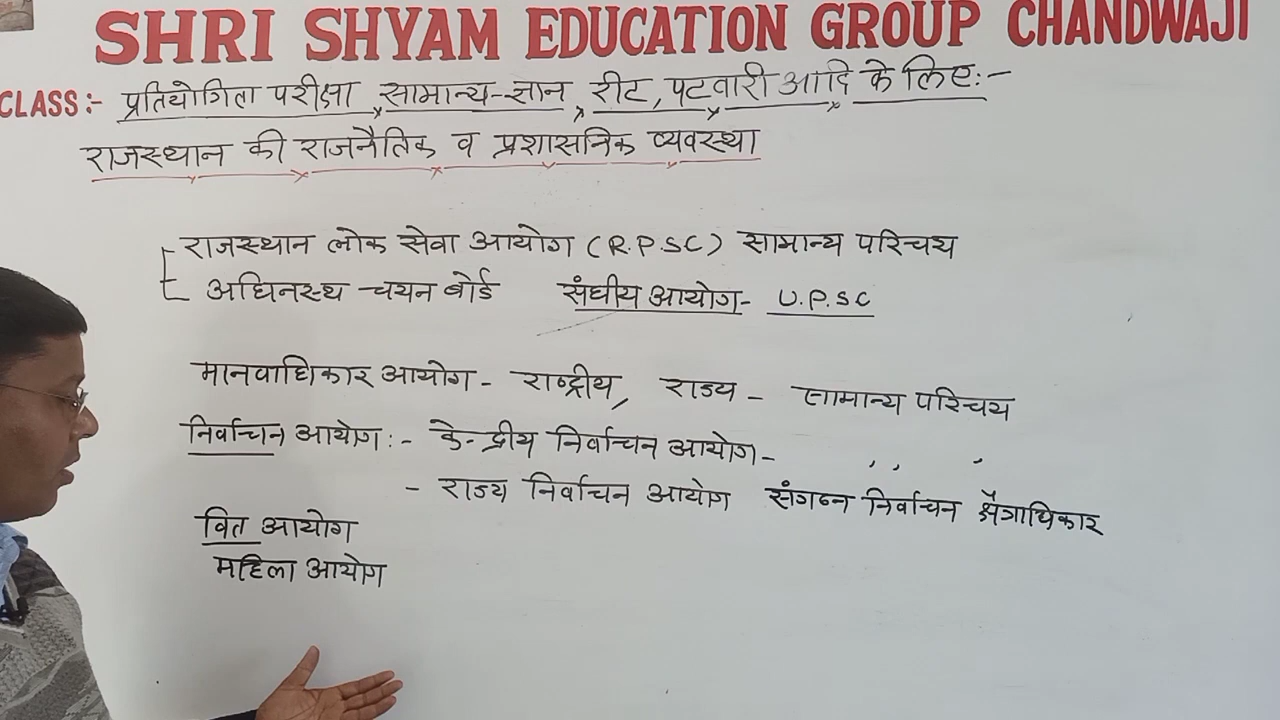 SHRI SHYAM EDUCATION GROUP CHANDWAJI
CLASS:- प्रतियोगिता परीक्षा, सामान्य-ज्ञान, रीट, पटवारी आदि के लिए:-
राजस्थान की राजनैतिक व प्रशासनिक व्यवस्था
राजस्थान लोक सेवा आयोग (R.P.SC) सामान्य परिचय
अधिनस्थ चयन बोर्ड संघीय आयोग- U.P.SC
मानवाधिकार आयोग - राष्ट्रीय, राज्य - सामान्य परिचय
निर्वाचन आयोग:- केन्द्रीय निर्वाचन आयोग- ,, ,
- राज्य निर्वाचन आयोग संगठन निर्वाचन क्षैत्राधिकार
वित आयोग
महिला आयोग